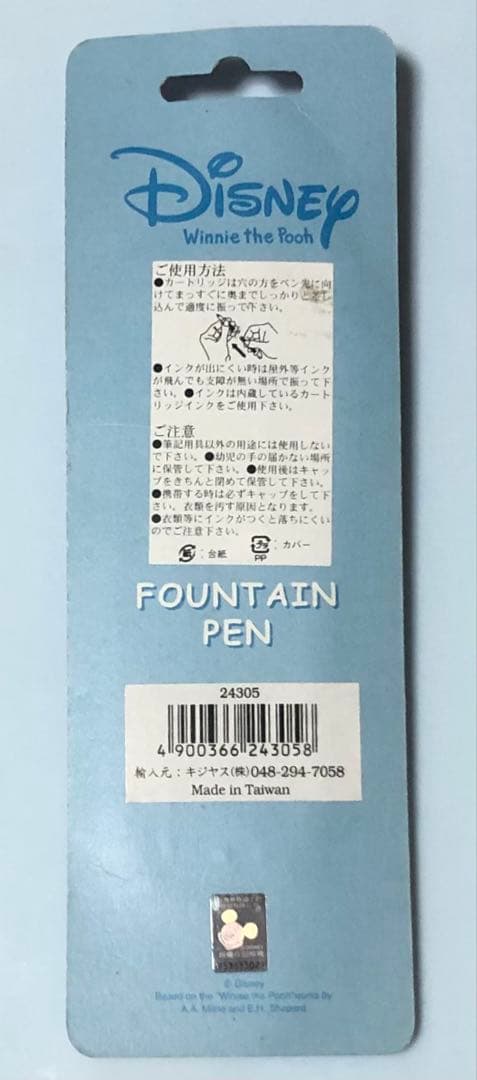 Disney
Winnie the Pooh
ご使用方法
●カートリッジは穴の方をペン先に向
けてまっすぐに奥までしっかりと差し
込んで適度に振って下さい。
●インクが出にくい時は屋外等インク
が飛んでも支障が無い場所で振って下
さい。●インクは内蔵しているカート
リッジインクをご使用下さい。
ご注意
●筆記用具以外の用途には使用しない
で下さい。●幼児の手の届かない場所
に保管して下さい。●使用後はキャッ
プをきちんと閉めて保管して下さい。
●携帯する時は必ずキャップをして下
さい。衣類を汚す原因となります。
●衣類等にインクがつくと落ちにくい
のでご注意下さい。
紙:台紙 プラ:カバー
PP
FOUNTAIN
PEN
24305
4 900366 243058
輸入元:キジヤス(株)048-294-7058
Made in Taiwan
© Disney
Based on the "Winnie the Pooh" works by
A.A. Milne and E.H. Shepard